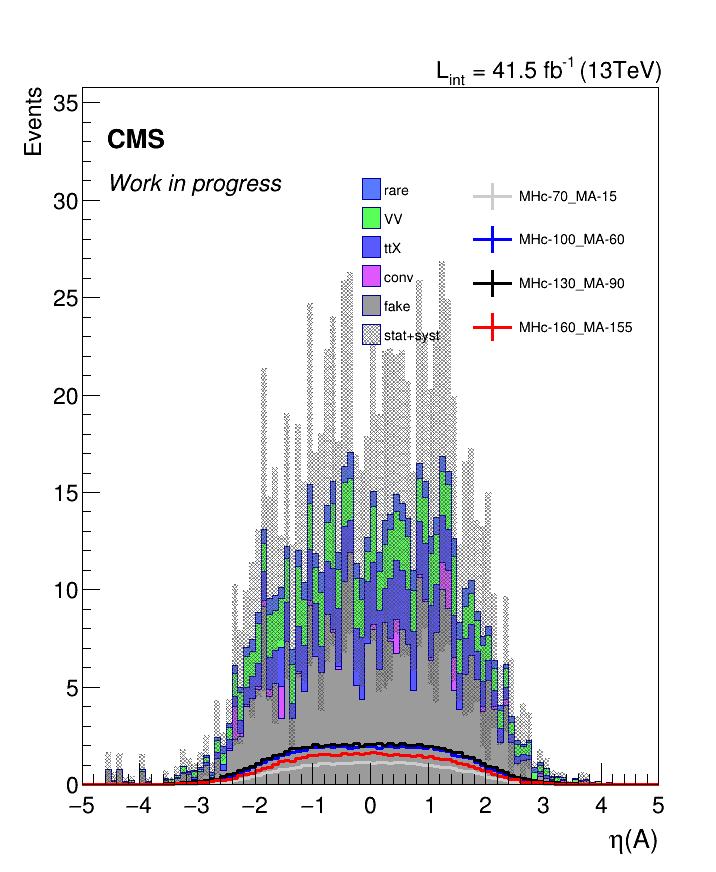 L_int = 41.5 fb^-1 (13TeV)
Events
CMS
Work in progress
rare
VV
ttX
conv
fake
stat+syst
MHc-70_MA-15
MHc-100_MA-60
MHc-130_MA-90
MHc-160_MA-155
35
30
25
20
15
10
5
0
−5 −4 −3 −2 −1 0 1 2 3 4 5
η(A)